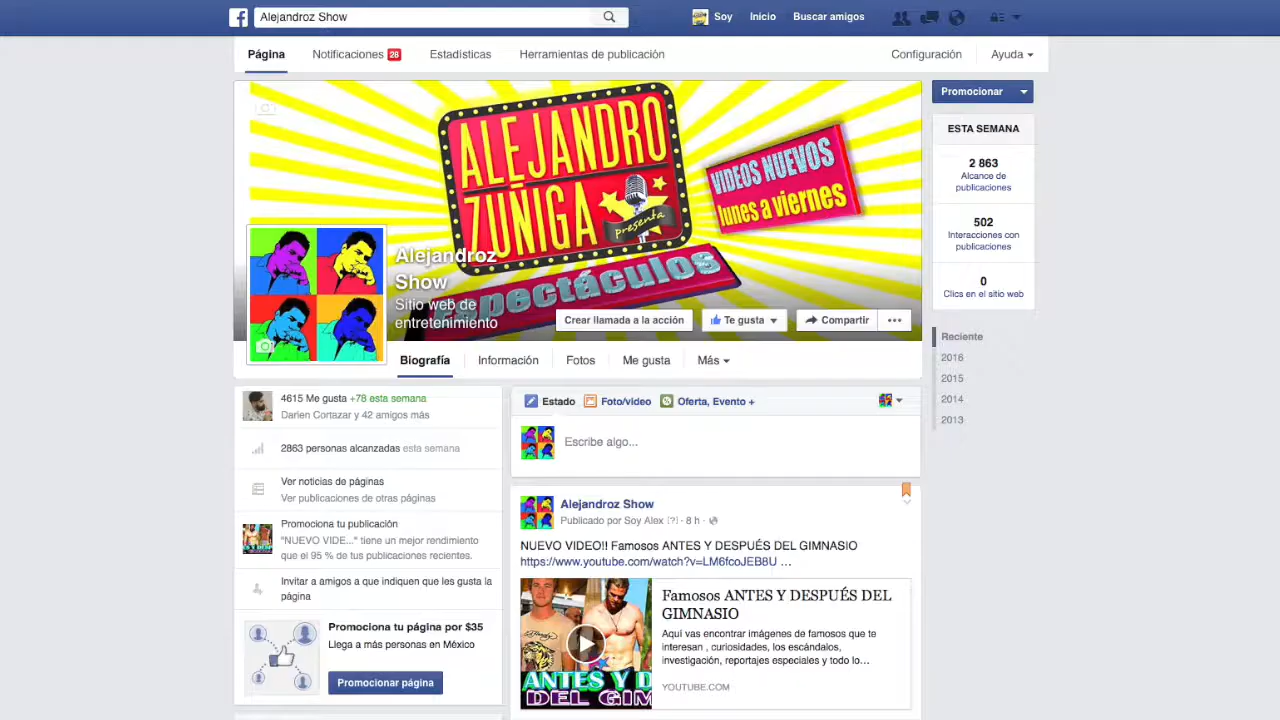 Alejandroz Show
Soy
Inicio
Buscar amigos
Página
Notificaciones 28
Estadísticas
Herramientas de publicación
Configuración
Ayuda
ALEJANDRO
ZUÑIGA
presenta
Espectáculos
VIDEOS NUEVOS
lunes a viernes
Alejandroz
Show
Sitio web de
entretenimiento
Crear llamada a la acción
Te gusta
Compartir
Promocionar
ESTA SEMANA
2 863
Alcance de
publicaciones
502
Interacciones con
publicaciones
0
Clics en el sitio web
Reciente
2016
2015
2014
2013
Biografía
Información
Fotos
Me gusta
Más
4615 Me gusta +78 esta semana
Darien Cortazar y 42 amigos más
2863 personas alcanzadas esta semana
Ver noticias de páginas
Ver publicaciones de otras páginas
Promociona tu publicación
"NUEVO VIDE..." tiene un mejor rendimiento
que el 95 % de tus publicaciones recientes.
Invitar a amigos a que indiquen que les gusta la
página
Promociona tu página por $35
Llega a más personas en México
Promocionar página
Estado
Foto/video
Oferta, Evento +
Escribe algo...
Alejandroz Show
Publicado por Soy Alex [?] · 8 h ·
NUEVO VIDEO!! Famosos ANTES Y DESPUÉS DEL GIMNASIO
https://www.youtube.com/watch?v=LM6fcoJEB8U ...
ANTES Y D
DEL GIM
Famosos ANTES Y DESPUÉS DEL
GIMNASIO
Aquí vas encontrar imágenes de famosos que te
interesan , curiosidades, los escándalos,
investigación, reportajes especiales y todo lo...
YOUTUBE.COM